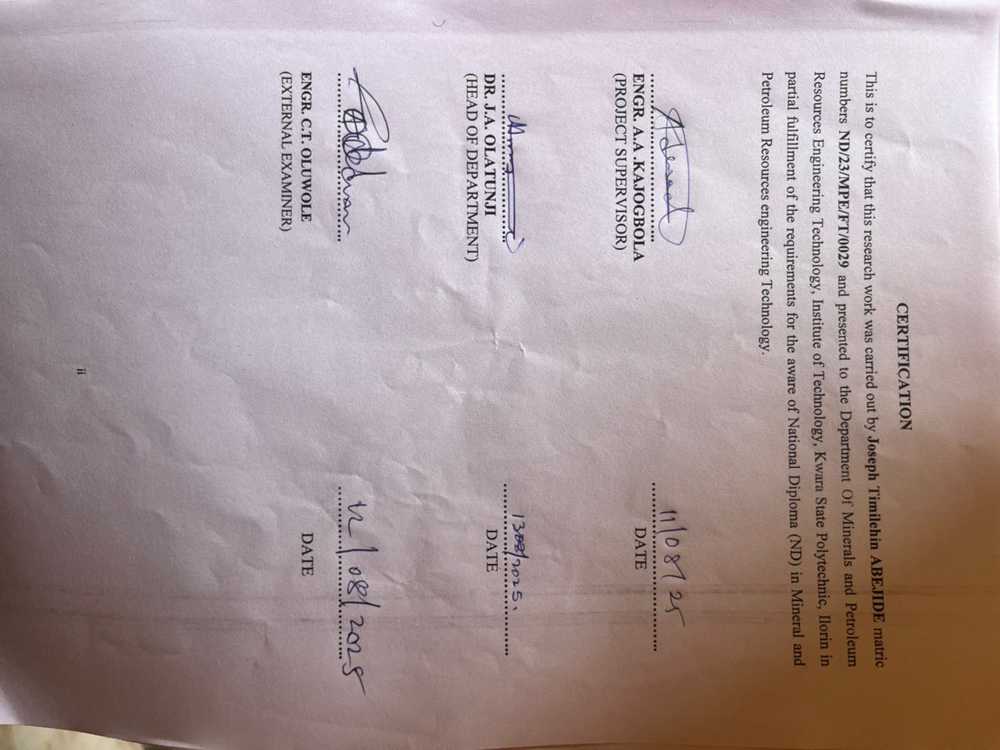 CERTIFICATION
This is to certify that this research work was carried out by Joseph Timilehin ABEJIDE matric
numbers ND/23/MPE/FT/0029 and presented to the Department Of Minerals and Petroleum
Resources Engineering Technology, Institute of Technology, Kwara State Polytechnic, Ilorin in
partial fulfillment of the requirements for the aware of National Diploma (ND) in Mineral and
Petroleum Resources engineering Technology.
11/08/25
ENGR. A.A .KAJOGBOLA DATE
(PROJECT SUPERVISOR)
13/08/2025.
DR. J.A. OLATUNJI DATE
(HEAD OF DEPARTMENT)
/08/2025
ENGR. C.T. OLUWOLE DATE
(EXTERNAL EXAMINER)
ii